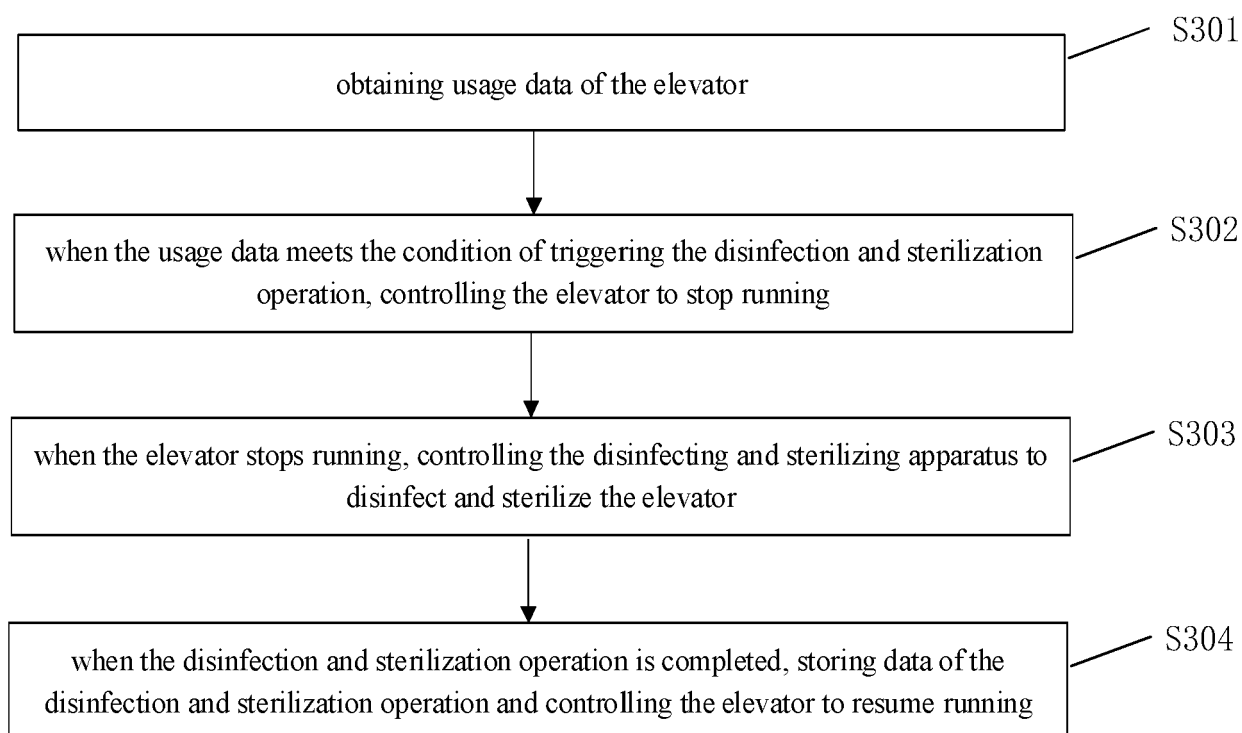 S301
obtaining usage data of the elevator
S302
when the usage data meets the condition of triggering the disinfection and sterilization
operation, controlling the elevator to stop running
S303
when the elevator stops running, controlling the disinfecting and sterilizing apparatus to
disinfect and sterilize the elevator
S304
when the disinfection and sterilization operation is completed, storing data of the
disinfection and sterilization operation and controlling the elevator to resume running